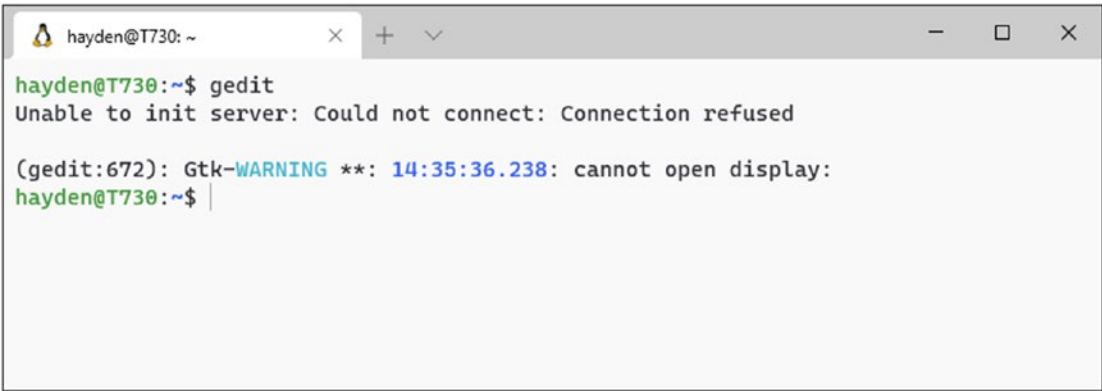 hayden@T730: ~
hayden@T730:~$ gedit
Unable to init server: Could not connect: Connection refused
(gedit:672): Gtk-WARNING **: 14:35:36.238: cannot open display:
hayden@T730:~$